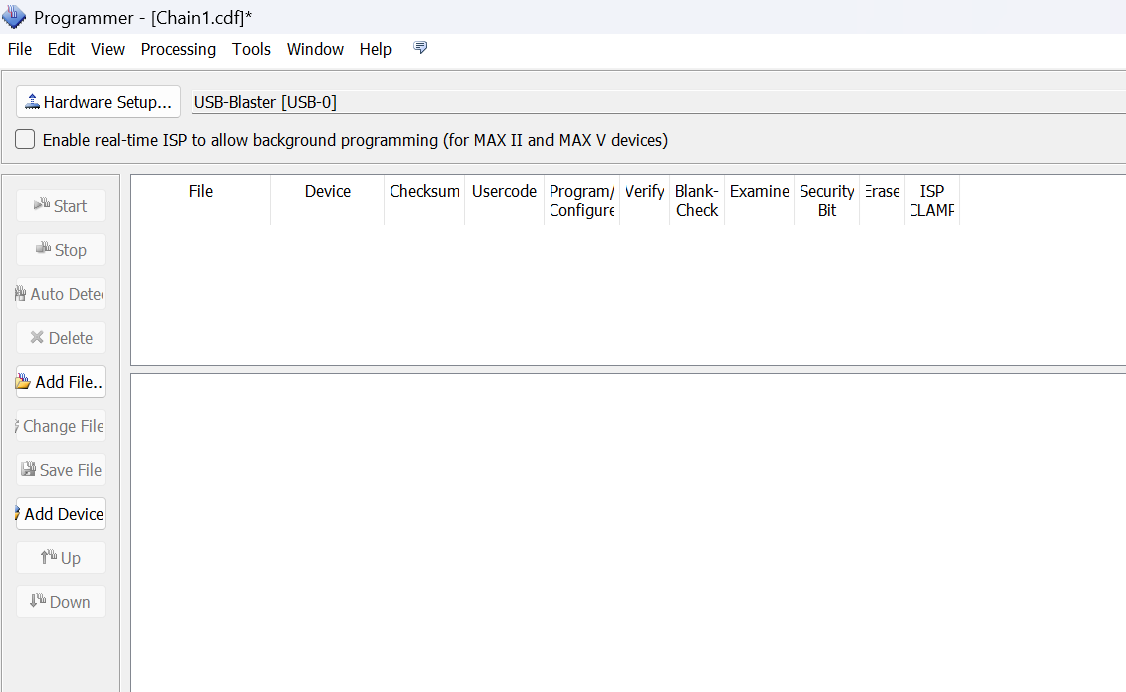 Programmer - [Chain1.cdf]*
File Edit View Processing Tools Window Help
Hardware Setup... USB-Blaster [USB-0]
Enable real-time ISP to allow background programming (for MAX II and MAX V devices)
File Device Checksum Usercode Program/ Verify Blank- Examine Security Erase ISP
Configure Check Bit CLAMP
Start
Stop
Auto Dete
Delete
Add File..
Change File
Save File
Add Device
Up
Down